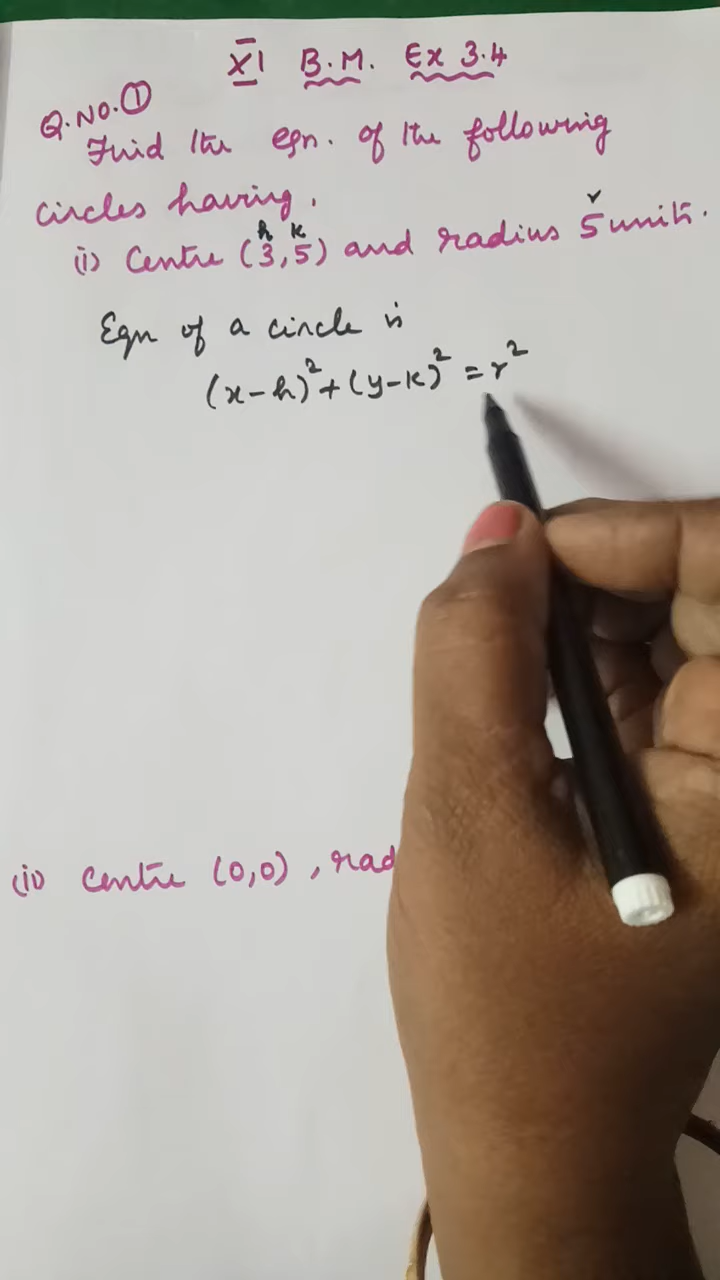 XI B.M. Ex 3.4
Q.NO.①
Find the eqn. of the following
circles having.
h k r
(i) Centre (3,5) and radius 5 units.
Eqn of a circle is
(x-h)² + (y-k)² = r²
(ii) Centre (0,0), rad